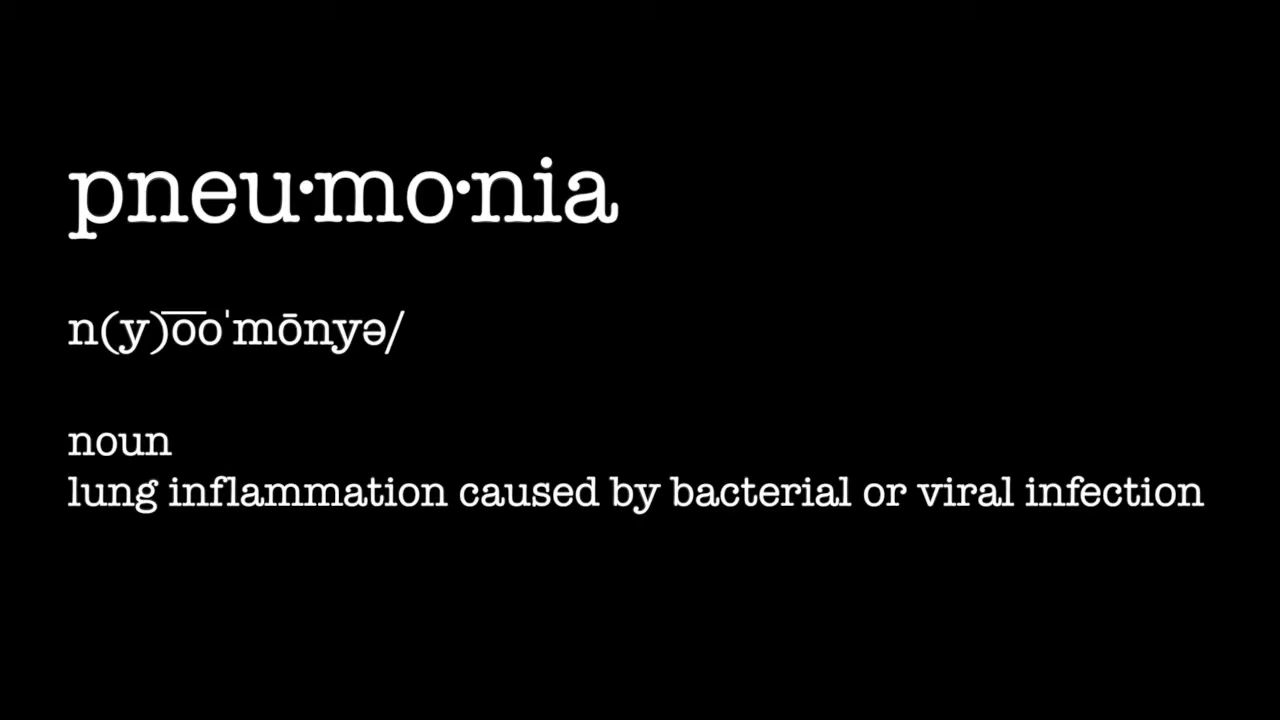 pneu·mo·nia
n(y)o͞oˈmōnyə/
noun
lung inflammation caused by bacterial or viral infection